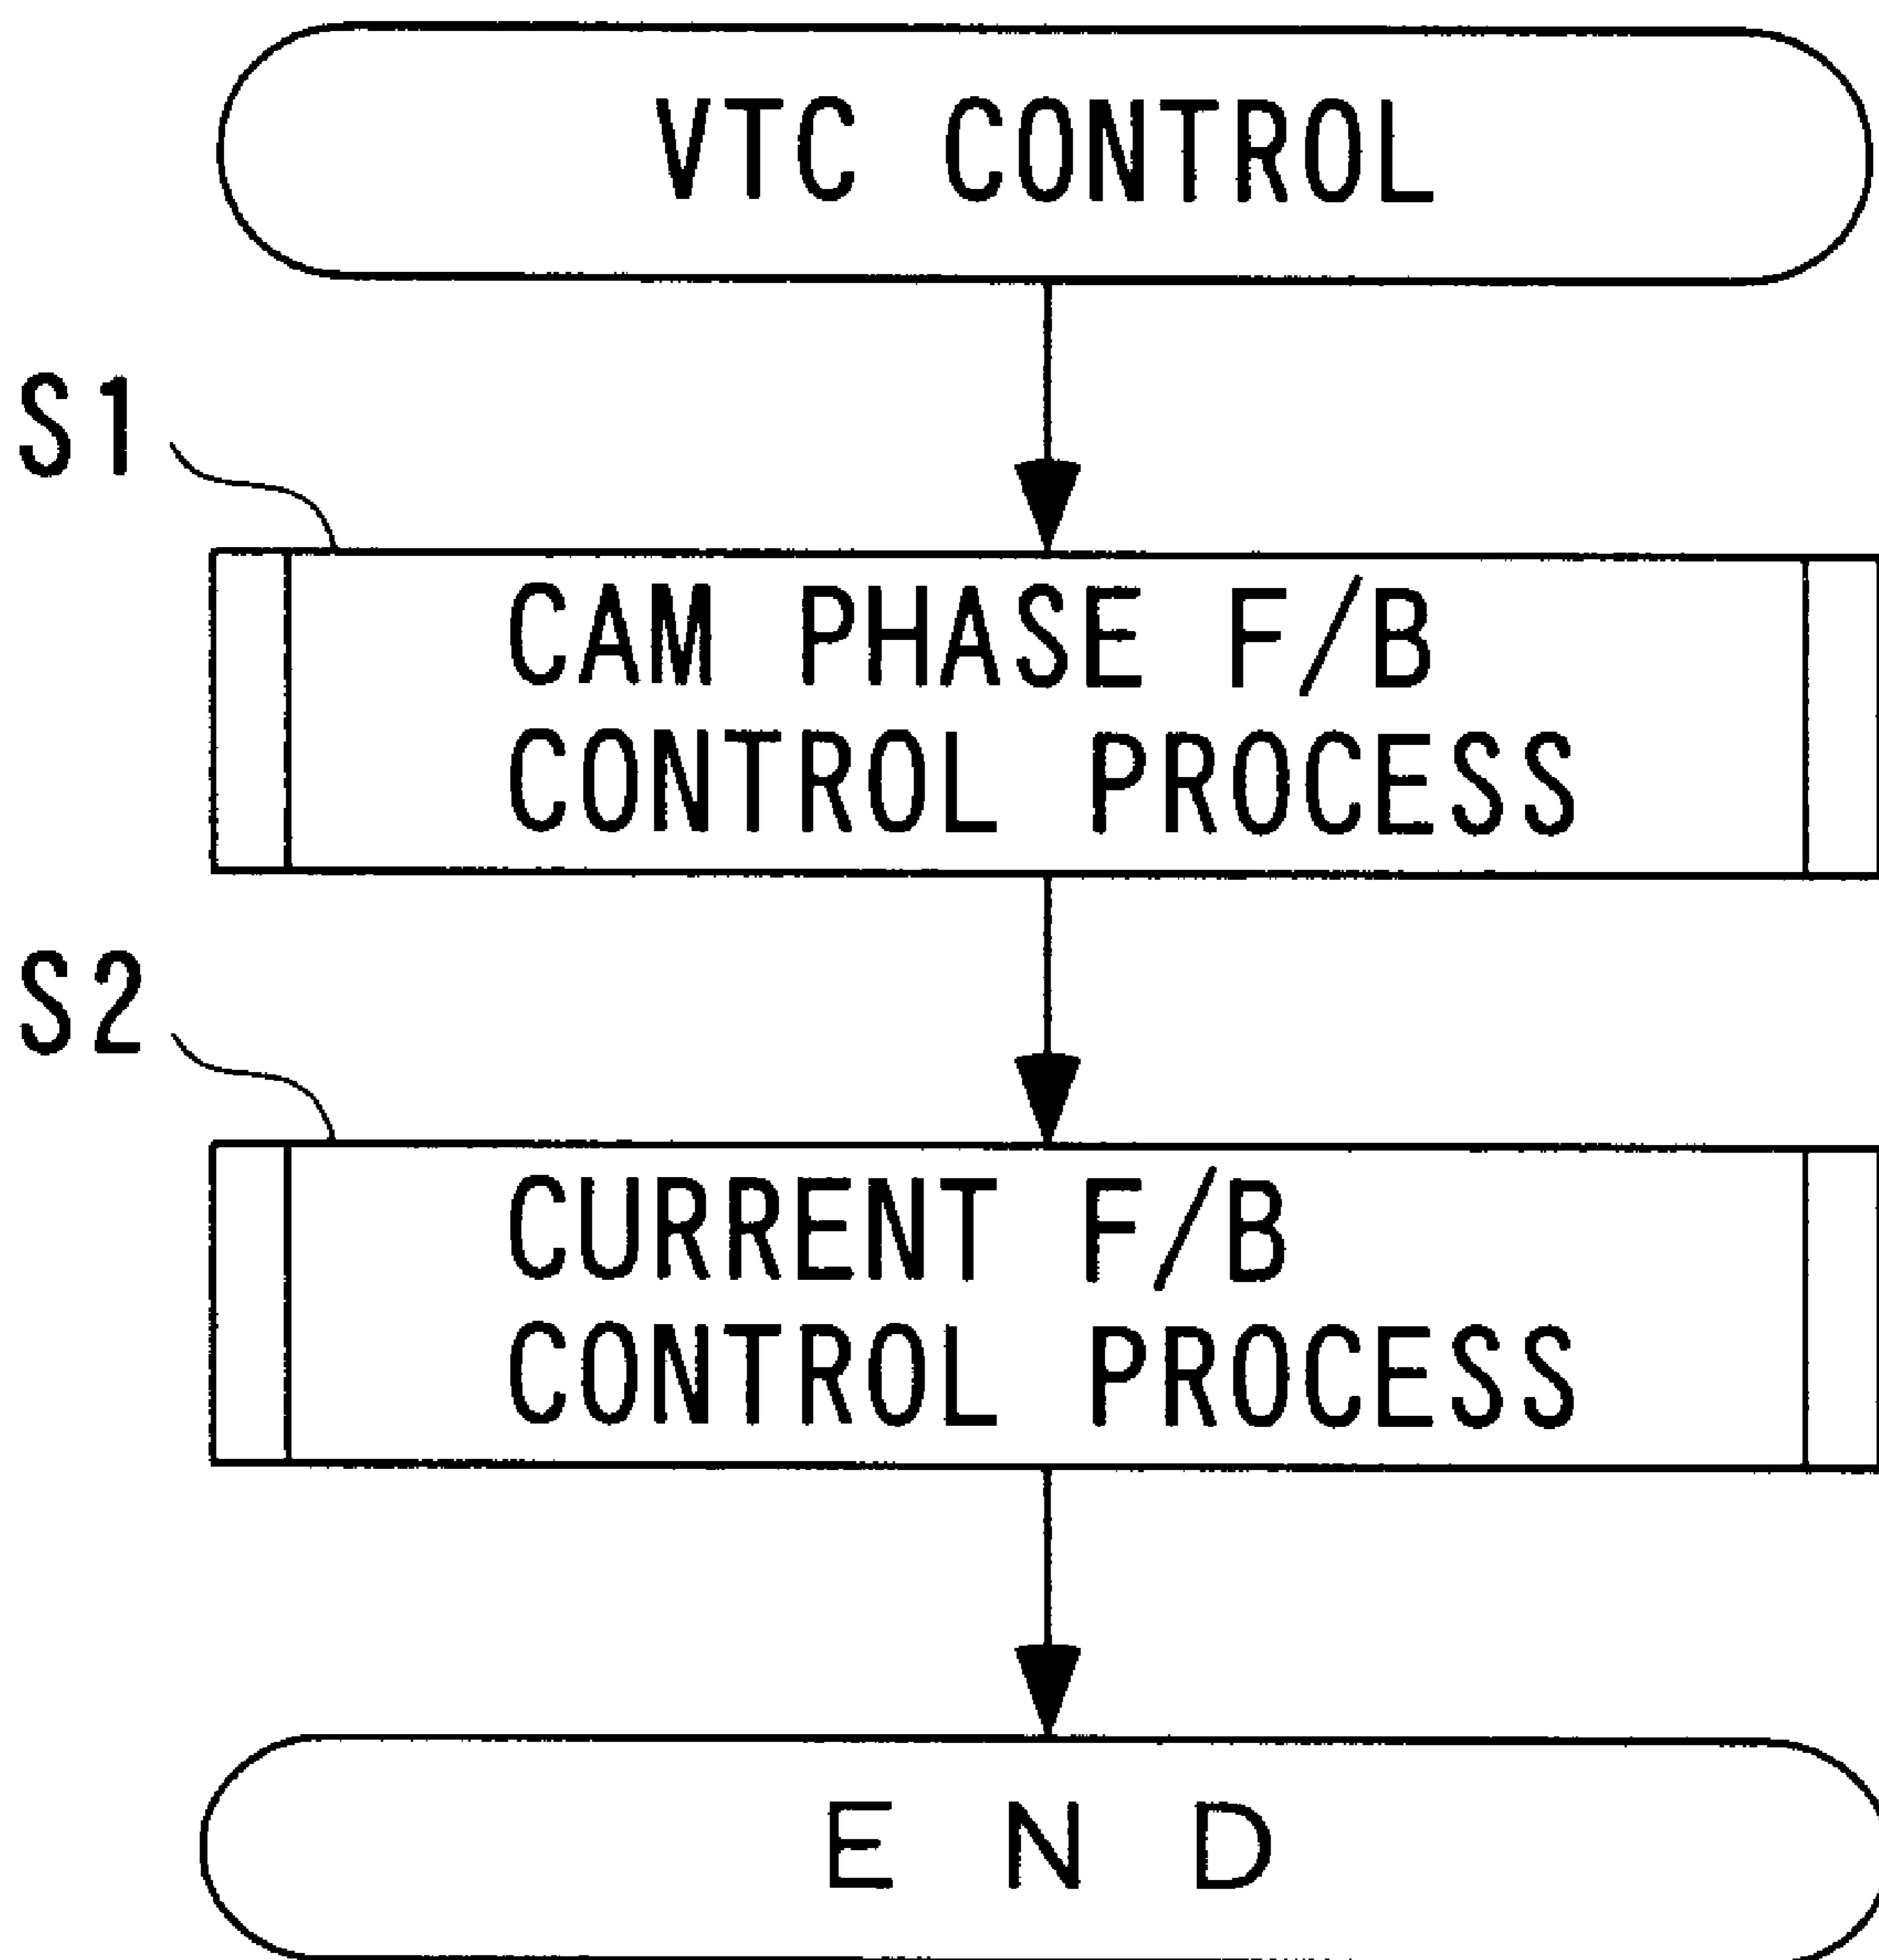 VTC CONTROL
S1
CAM PHASE F/B
CONTROL PROCESS
S2
CURRENT F/B
CONTROL PROCESS
END